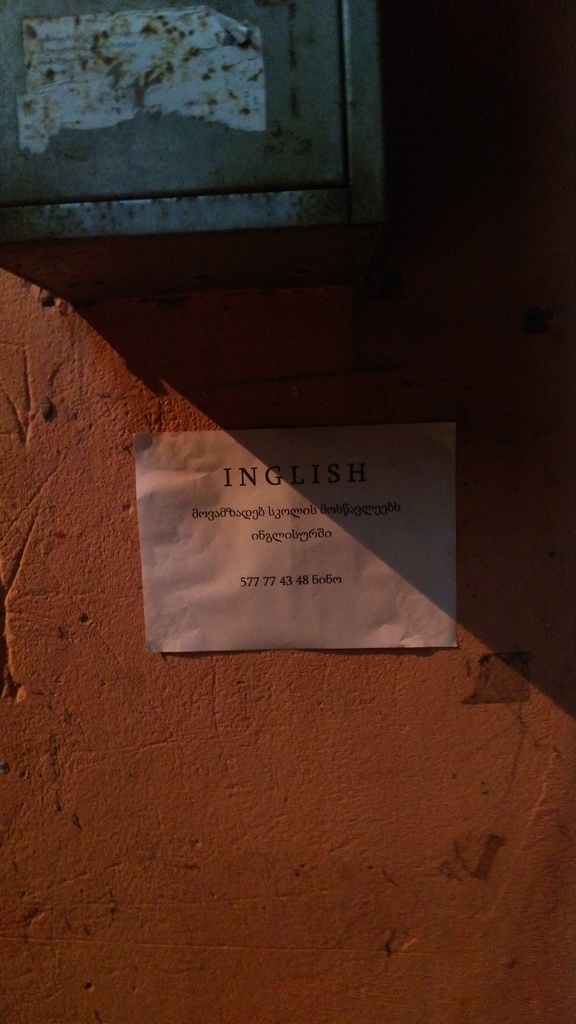 INGLISH
მოვამზადებ სკოლის მოსწავლეებს
ინგლისურში
577 77 43 48 ნინო